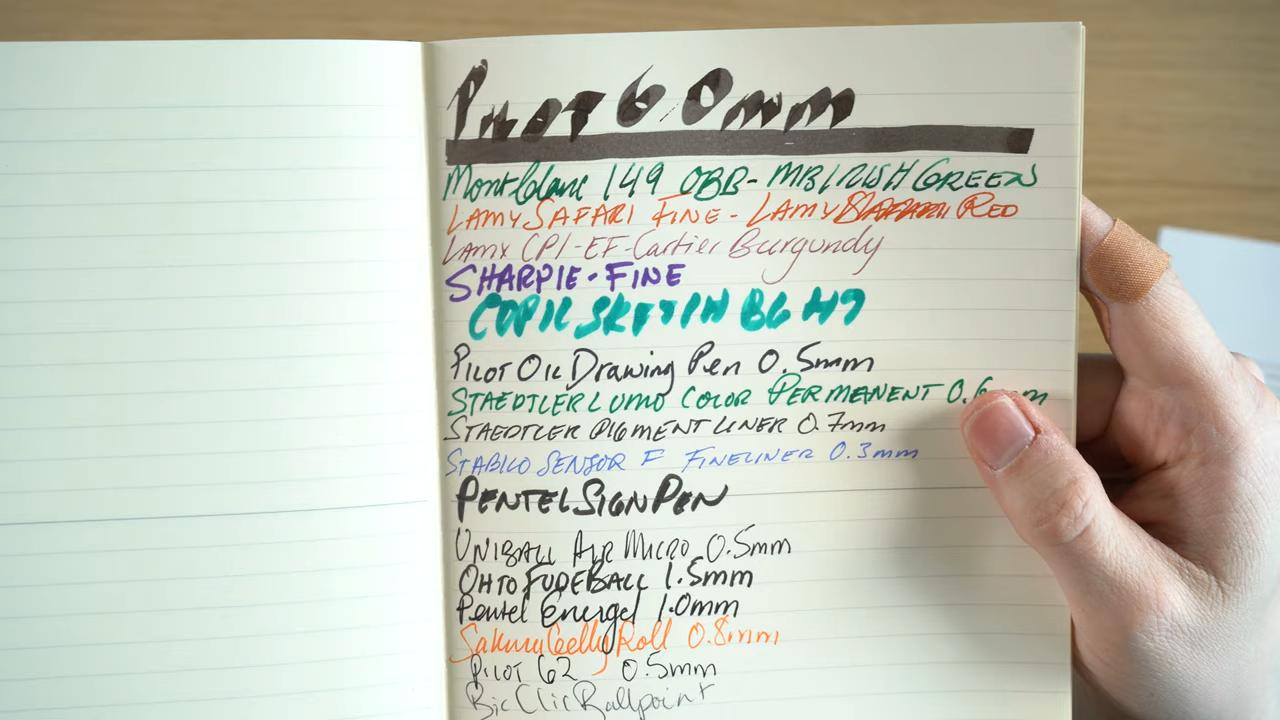 PILOT 6.0mm
Montblanc 149 OBB - MB IRISH GREEN
LAMY SAFARI FINE - LAMY RED
LAMY CP1 - EF - Cartier Burgundy
SHARPIE - FINE
COPIC SKETCH BG 49
PILOT OIL Drawing Pen 0.5mm
STAEDTLER LUMO COLOR PERMANENT 0.6mm
STAEDTLER PIGMENT LINER 0.7mm
STABILO SENSOR F FINELINER 0.3mm
PENTEL SIGN PEN
UNIBALL AIR MICRO 0.5mm
OHTO FUDEBALL 1.5mm
Pentel Energel 1.0mm
Sakura Gelly Roll 0.8mm
PILOT G2 0.5mm
Bic Clic Ballpoint